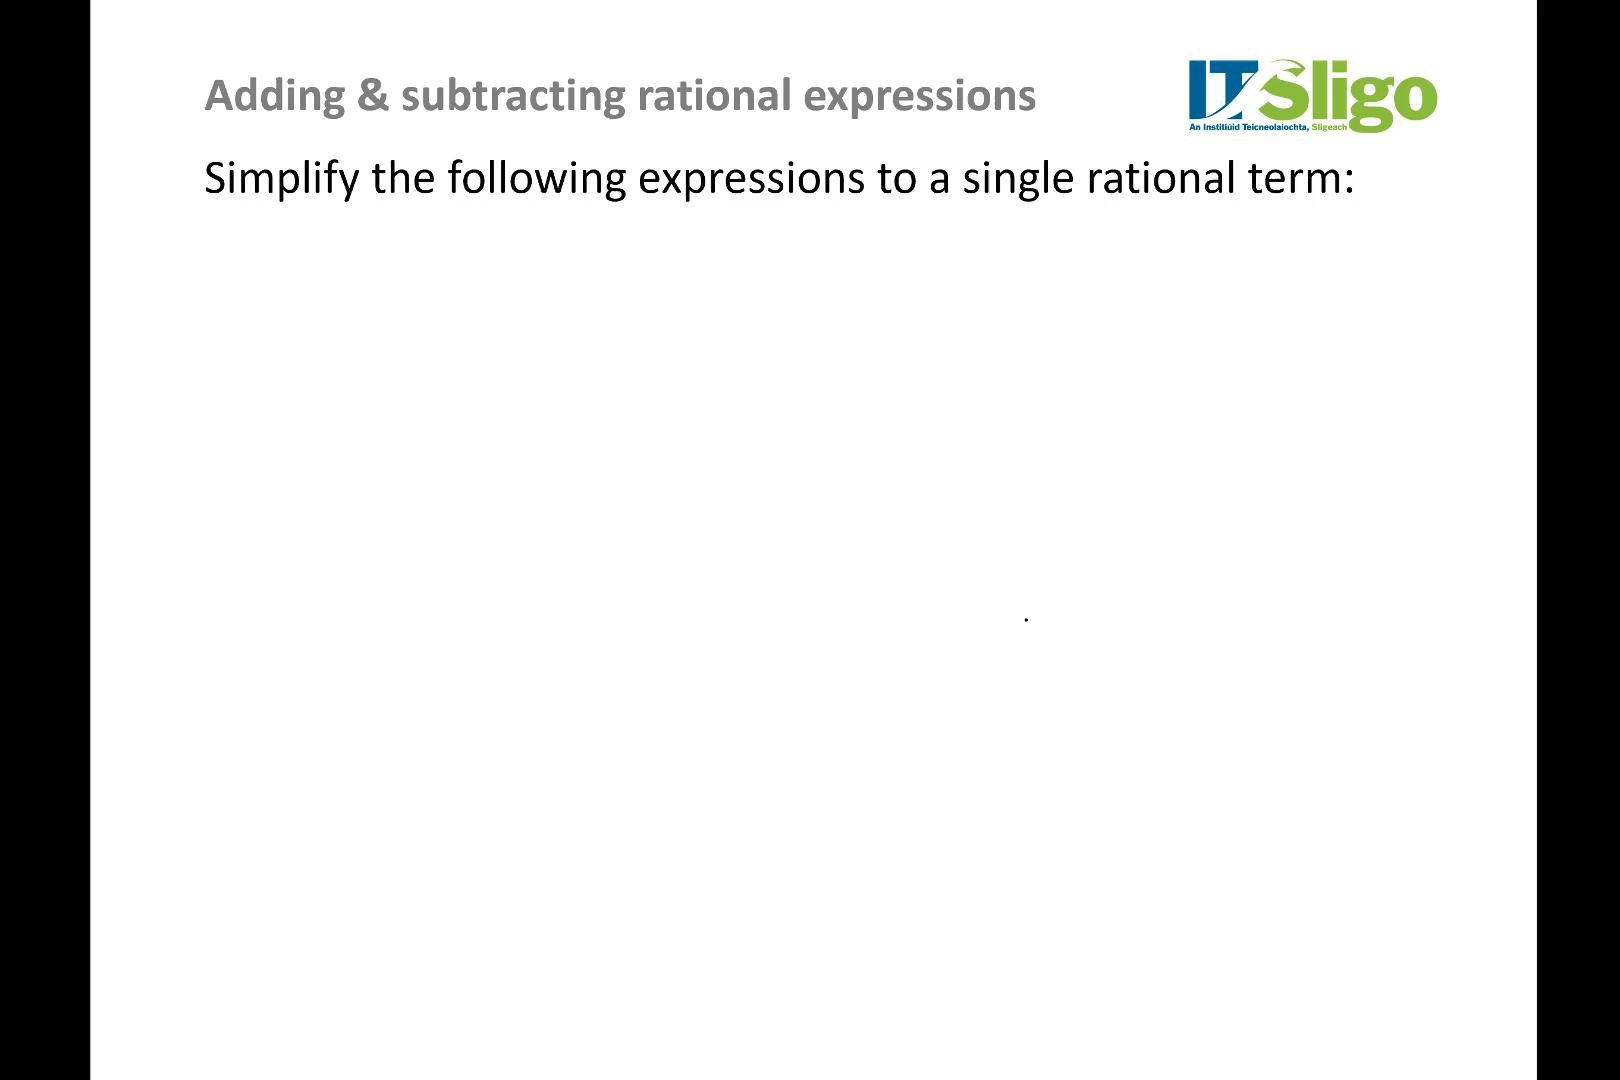 Adding & subtracting rational expressions
ITSligo
An Institiúid Teicneolaíochta, Sligeach
Simplify the following expressions to a single rational term: